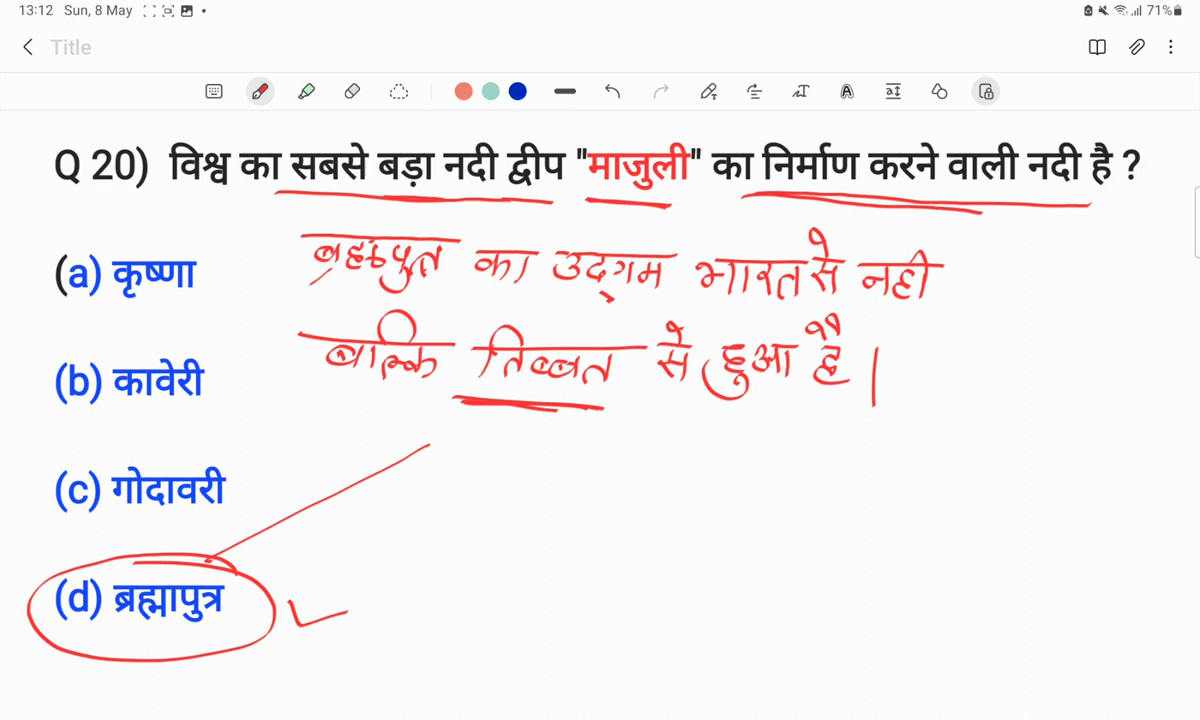 13:12 Sun, 8 May
71%
Title
Q 20) विश्व का सबसे बड़ा नदी द्वीप "माजुली" का निर्माण करने वाली नदी है ?
ब्रह्मपुत्र का उद्गम भारत से नही
(a) कृष्णा
बल्कि तिब्बत से हुआ है।
(b) कावेरी
(c) गोदावरी
(d) ब्रह्मापुत्र